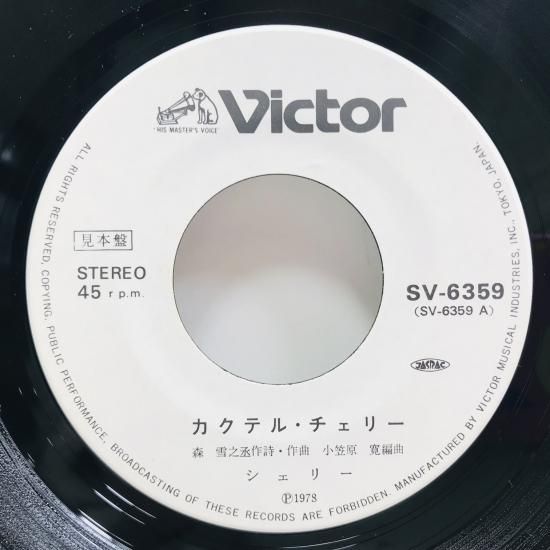 Victor
"HIS MASTER'S VOICE"
見本盤
STEREO
45 r.p.m.
SV-6359
(SV-6359 A)
JASRAC
カクテル・チェリー
森 雪之丞作詩・作曲 小笠原 寛編曲
シェリー
Ⓟ1978
ALL RIGHTS RESERVED, COPYING, PUBLIC PERFORMANCE, BROADCASTING OF THESE RECORDS ARE FORBIDDEN. MANUFACTURED BY VICTOR MUSICAL INDUSTRIES, INC., TOKYO, JAPAN.